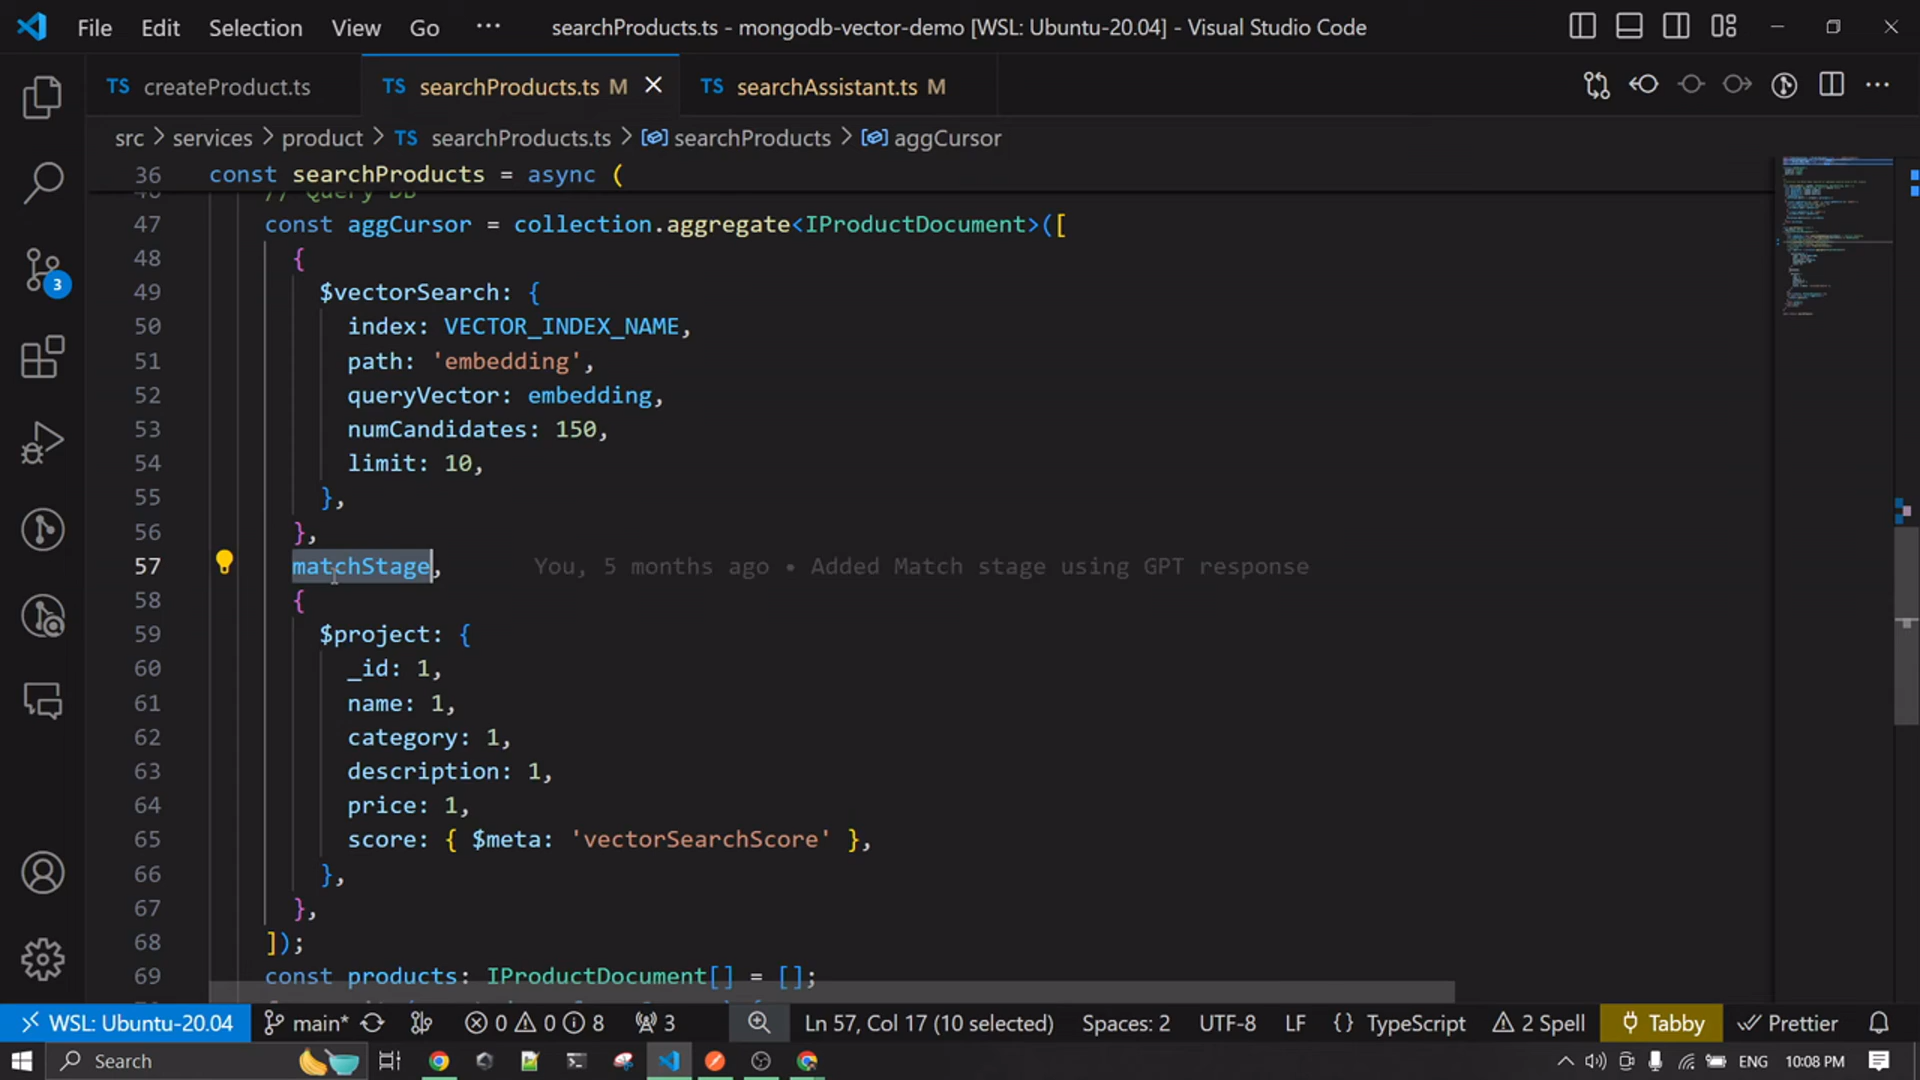 File Edit Selection View Go ··· searchProducts.ts - mongodb-vector-demo [WSL: Ubuntu-20.04] - Visual Studio Code
TS createProduct.ts TS searchProducts.ts M TS searchAssistant.ts M
src > services > product > TS searchProducts.ts > searchProducts > aggCursor
36 const searchProducts = async (
46 // Query DB
47 const aggCursor = collection.aggregate<IProductDocument>([
48 {
49 $vectorSearch: {
50 index: VECTOR_INDEX_NAME,
51 path: 'embedding',
52 queryVector: embedding,
53 numCandidates: 150,
54 limit: 10,
55 },
56 },
57 matchStage, You, 5 months ago • Added Match stage using GPT response
58 {
59 $project: {
60 _id: 1,
61 name: 1,
62 category: 1,
63 description: 1,
64 price: 1,
65 score: { $meta: 'vectorSearchScore' },
66 },
67 },
68 ]);
69 const products: IProductDocument[] = [];
3
WSL: Ubuntu-20.04 main* 0 0 8 3 Ln 57, Col 17 (10 selected) Spaces: 2 UTF-8 LF {} TypeScript 2 Spell Tabby Prettier
Search ENG 10:08 PM